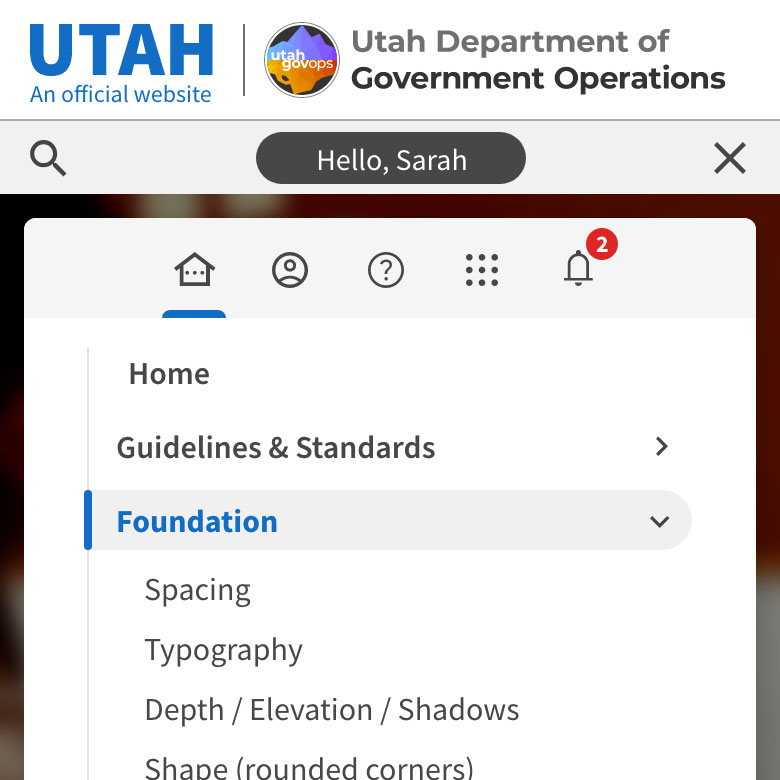 UTAH
An official website
utah
govops
Utah Department of
Government Operations
Hello, Sarah
2
Home
Guidelines & Standards
Foundation
Spacing
Typography
Depth / Elevation / Shadows
Shape (rounded corners)